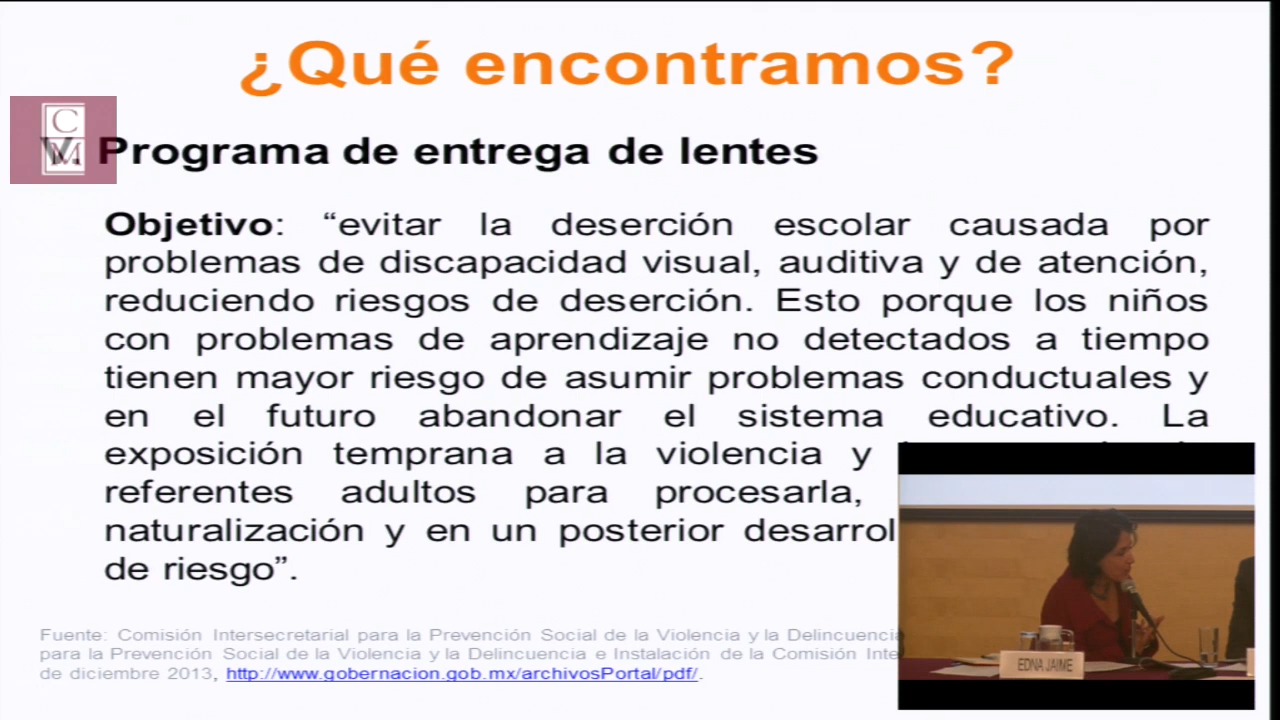 ¿Qué encontramos?
CM
V. Programa de entrega de lentes
Objetivo: “evitar la deserción escolar causada por
problemas de discapacidad visual, auditiva y de atención,
reduciendo riesgos de deserción. Esto porque los niños
con problemas de aprendizaje no detectados a tiempo
tienen mayor riesgo de asumir problemas conductuales y
en el futuro abandonar el sistema educativo. La
exposición temprana a la violencia y
referentes adultos para procesarla,
naturalización y en un posterior
de riesgo”.
Fuente: Comisión Intersecretarial para la Prevención Social de la Violencia y la Delincuencia
para la Prevención Social de la Violencia y la Delincuencia e Instalación de la Comisión
de diciembre 2013, http://www.gobernacion.gob.mx/archivosPortal/pdf/.
EDNA JAIME